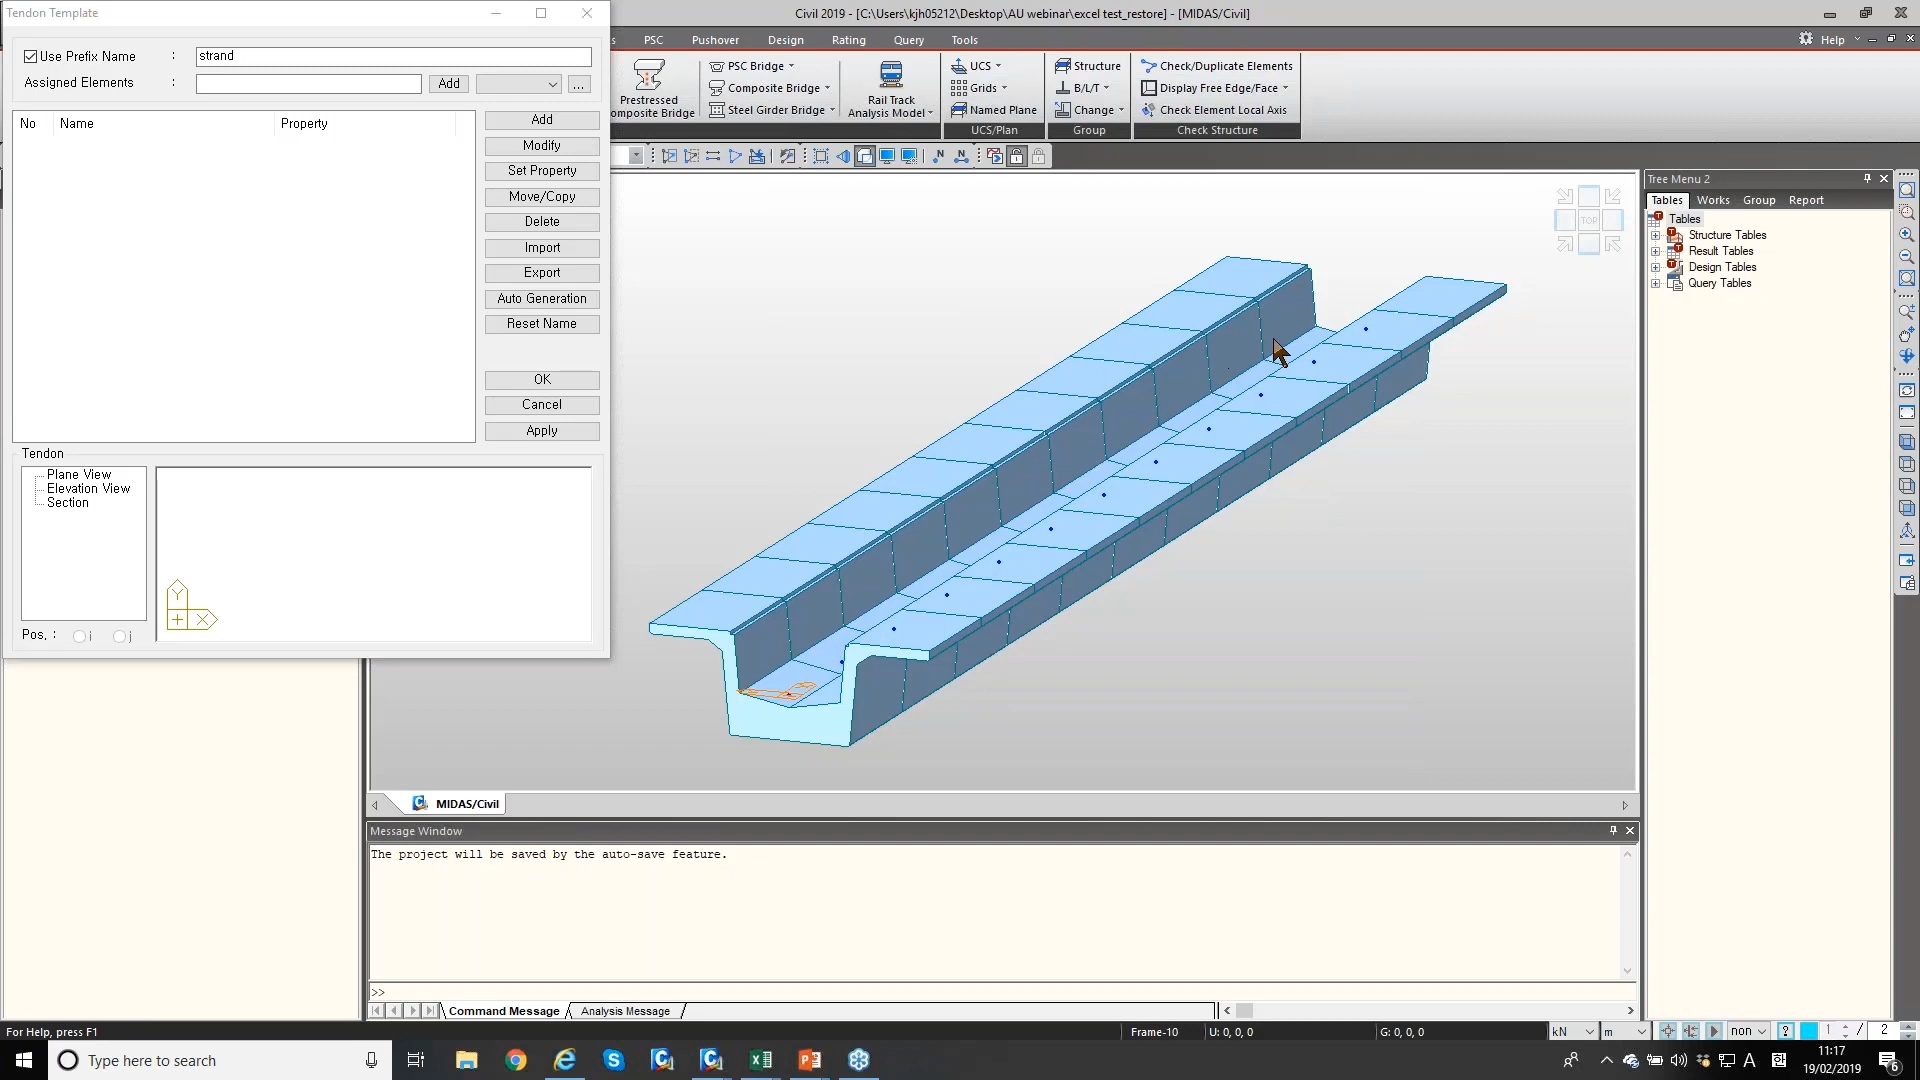 Tendon Template
Civil 2019 - [C:\Users\kjh05212\Desktop\AU webinar\excel test_restore] - [MIDAS/Civil]
PSC Pushover Design Rating Query Tools Help
Use Prefix Name : strand
Assigned Elements : Add ...
No Name Property
Add
Modify
Set Property
Move/Copy
Delete
Import
Export
Auto Generation
Reset Name
OK
Cancel
Apply
Tendon
Plane View
Elevation View
Section
Y
X
Pos. : i j
Prestressed
omposite Bridge
PSC Bridge
Composite Bridge
Steel Girder Bridge
Rail Track
Analysis Model
UCS
Grids
Named Plane
UCS/Plan
Structure
B/L/T
Change
Group
Check/Duplicate Elements
Display Free Edge/Face
Check Element Local Axis
Check Structure
TOP
Tree Menu 2
Tables Works Group Report
Tables
Structure Tables
Result Tables
Design Tables
Query Tables
MIDAS/Civil
Message Window
The project will be saved by the auto-save feature.
>>
Command Message Analysis Message
For Help, press F1
Frame-10 U: 0, 0, 0 G: 0, 0, 0 kN m non ? 1 / 2
Type here to search
A
11:17
19/02/2019
6